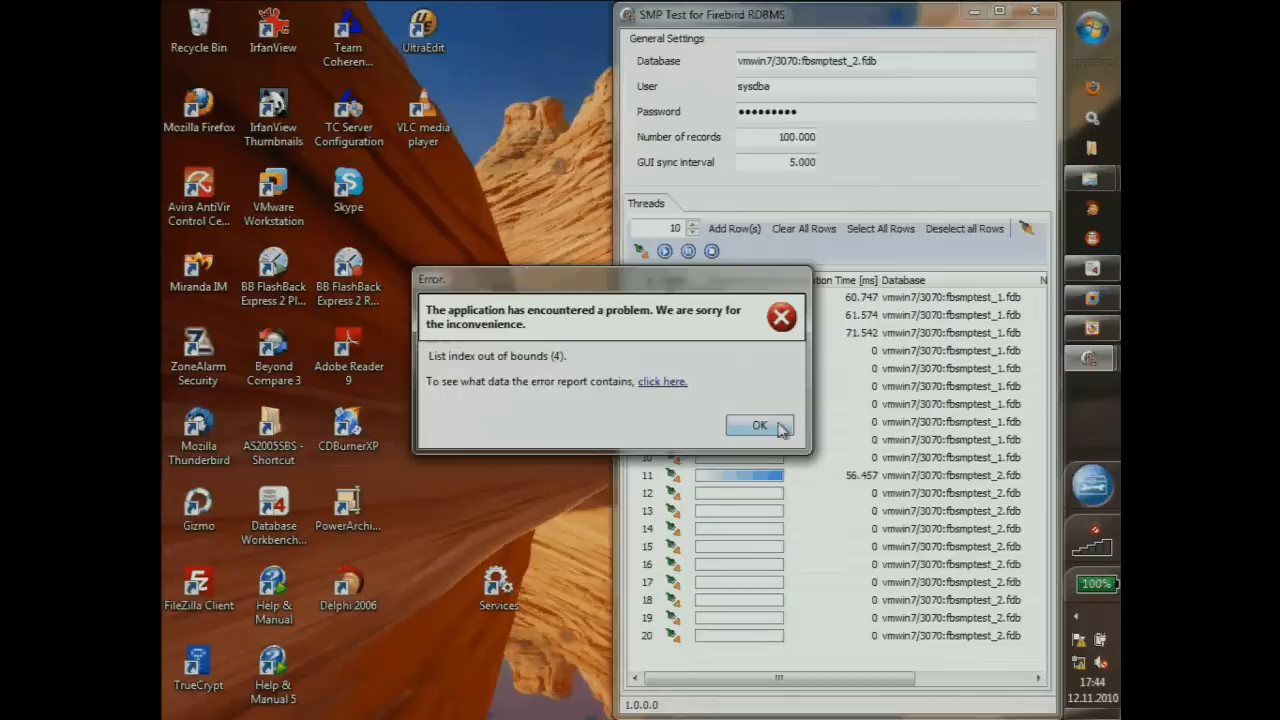 Recycle Bin
IrfanView
Team
Coheren...
UltraEdit
Mozilla Firefox
IrfanView
Thumbnails
TC Server
Configuration
VLC media
player
Avira AntiVir
Control Ce...
VMware
Workstation
Skype
Miranda IM
BB FlashBack
Express 2 Pl...
BB FlashBack
Express 2 R...
ZoneAlarm
Security
Beyond
Compare 3
Adobe Reader
9
Mozilla
Thunderbird
AS2005SBS -
Shortcut
CDBurnerXP
Gizmo
Database
Workbench...
PowerArchi...
FileZilla Client
Help &
Manual
Delphi 2006
Services
TrueCrypt
Help &
Manual 5
SMP Test for Firebird RDBMS
General Settings
Database vmwin7/3070:fbsmptest_2.fdb
User sysdba
Password
Number of records 100.000
GUI sync interval 5.000
Threads
10 Add Row(s) Clear All Rows Select All Rows Deselect all Rows
on Time [ms] Database N
60.747 vmwin7/3070:fbsmptest_1.fdb
61.574 vmwin7/3070:fbsmptest_1.fdb
71.542 vmwin7/3070:fbsmptest_1.fdb
0 vmwin7/3070:fbsmptest_1.fdb
0 vmwin7/3070:fbsmptest_1.fdb
0 vmwin7/3070:fbsmptest_1.fdb
0 vmwin7/3070:fbsmptest_1.fdb
0 vmwin7/3070:fbsmptest_1.fdb
0 vmwin7/3070:fbsmptest_1.fdb
10 0 vmwin7/3070:fbsmptest_1.fdb
11 56.457 vmwin7/3070:fbsmptest_2.fdb
12 0 vmwin7/3070:fbsmptest_2.fdb
13 0 vmwin7/3070:fbsmptest_2.fdb
14 0 vmwin7/3070:fbsmptest_2.fdb
15 0 vmwin7/3070:fbsmptest_2.fdb
16 0 vmwin7/3070:fbsmptest_2.fdb
17 0 vmwin7/3070:fbsmptest_2.fdb
18 0 vmwin7/3070:fbsmptest_2.fdb
19 0 vmwin7/3070:fbsmptest_2.fdb
20 0 vmwin7/3070:fbsmptest_2.fdb
1.0.0.0
Error.
The application has encountered a problem. We are sorry for
the inconvenience.
List index out of bounds (4).
To see what data the error report contains, click here.
OK
100%
17:44
12.11.2010